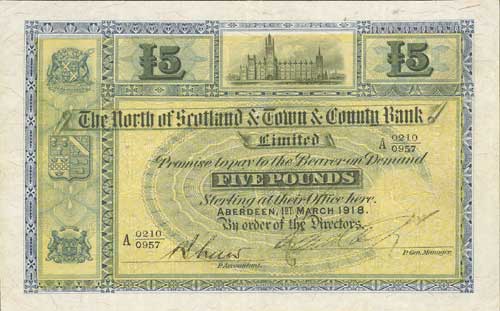 £5 £5
The North of Scotland & Town & County Bank
Limited
A 0210
0957
Promise to pay to the Bearer on Demand
FIVE POUNDS
Sterling at their Office here.
ABERDEEN, 1ST MARCH 1918.
By order of the Directors.
A 0210
0957
P. Accountant.
P. Gen. Manager.